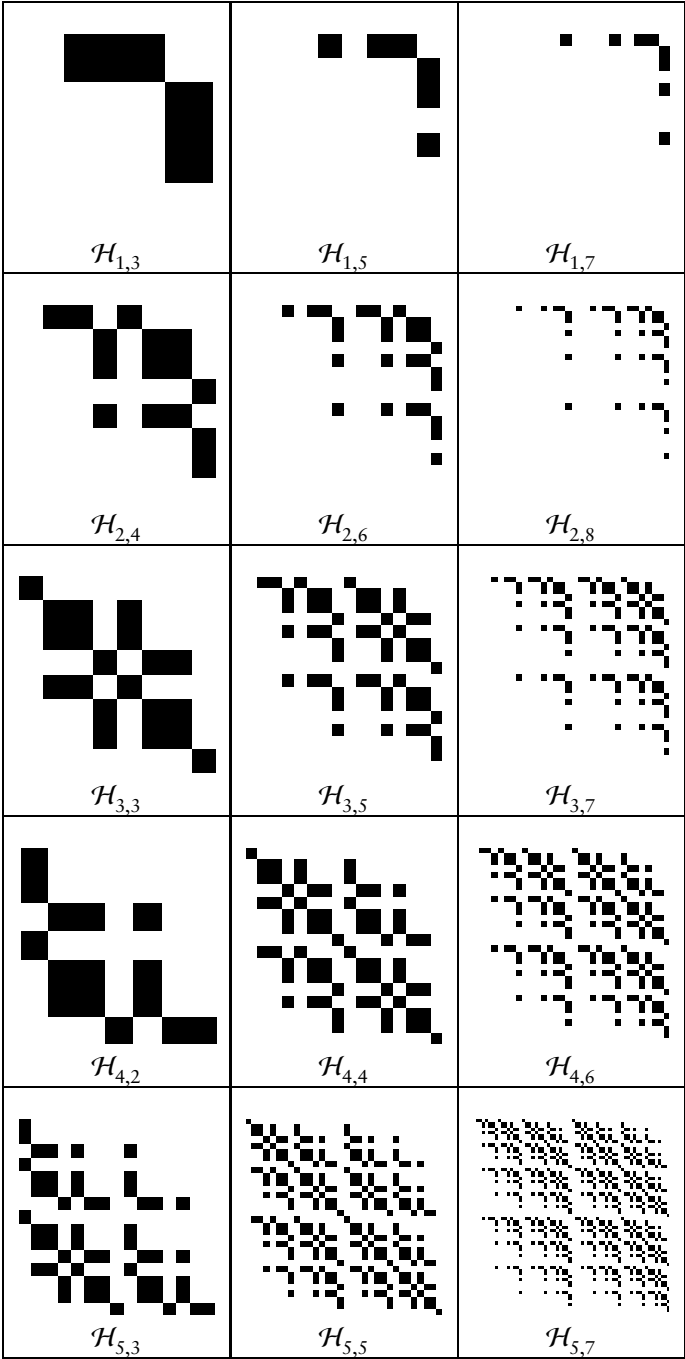 ℋ₁,₃ ℋ₁,₅ ℋ₁,₇
ℋ₂,₄ ℋ₂,₆ ℋ₂,₈
ℋ₃,₃ ℋ₃,₅ ℋ₃,₇
ℋ₄,₂ ℋ₄,₄ ℋ₄,₆
ℋ₅,₃ ℋ₅,₅ ℋ₅,₇